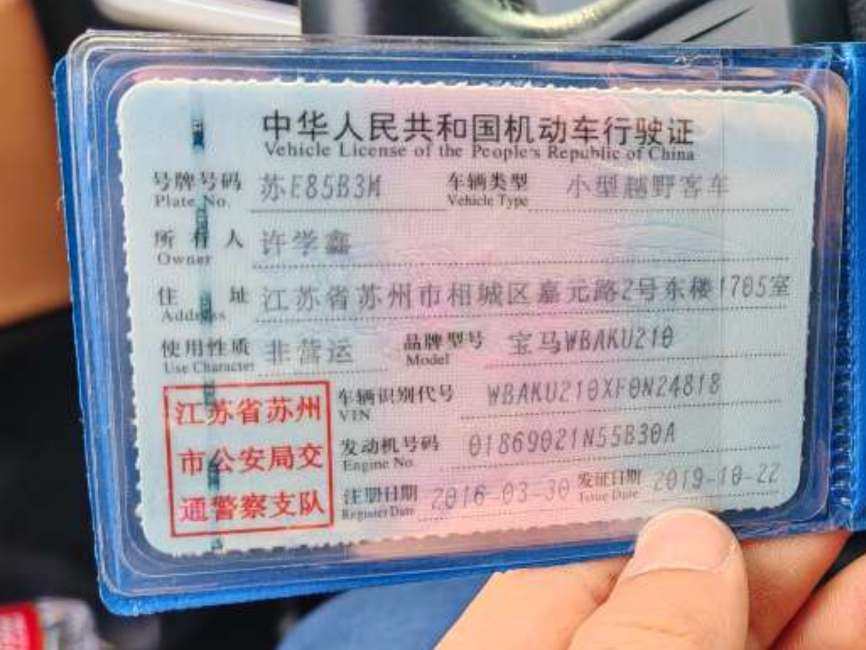 中华人民共和国机动车行驶证
Vehicle License of the People's Republic of China
号牌号码 苏E85B3M 车辆类型 小型越野客车
Plate No. Vehicle Type
所有人 许学鑫
Owner
住址 江苏省苏州市相城区嘉元路2号东楼1705室
Address
使用性质 非营运 品牌型号 宝马WBAKU210
Use Character Model
江苏省苏州 车辆识别代号 WBAKU210XF0N24818
VIN
市公安局交 发动机号码 01869021N55B30A
Engine No.
通警察支队 注册日期 2016-03-30 发证日期 2019-10-22
Register Date Issue Date